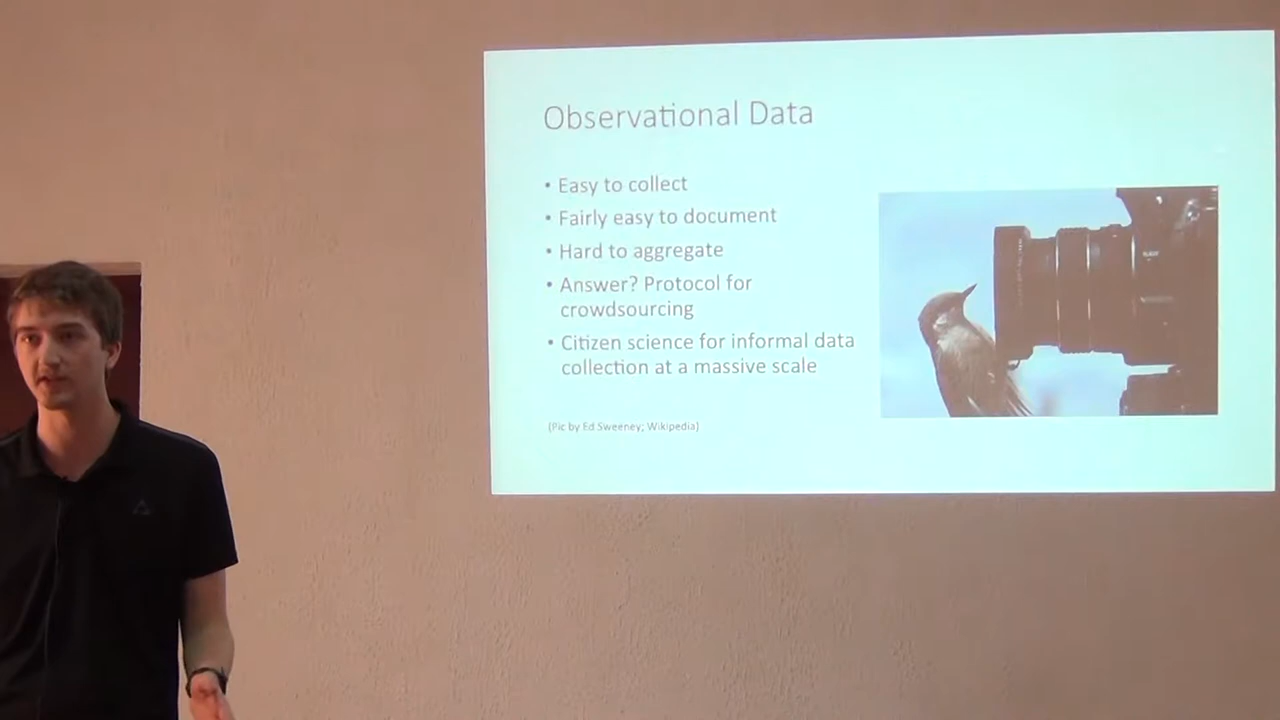 Observational Data
• Easy to collect
• Fairly easy to document
• Hard to aggregate
• Answer? Protocol for
crowdsourcing
• Citizen science for informal data
collection at a massive scale
(Pic by Ed Sweeney; Wikipedia)